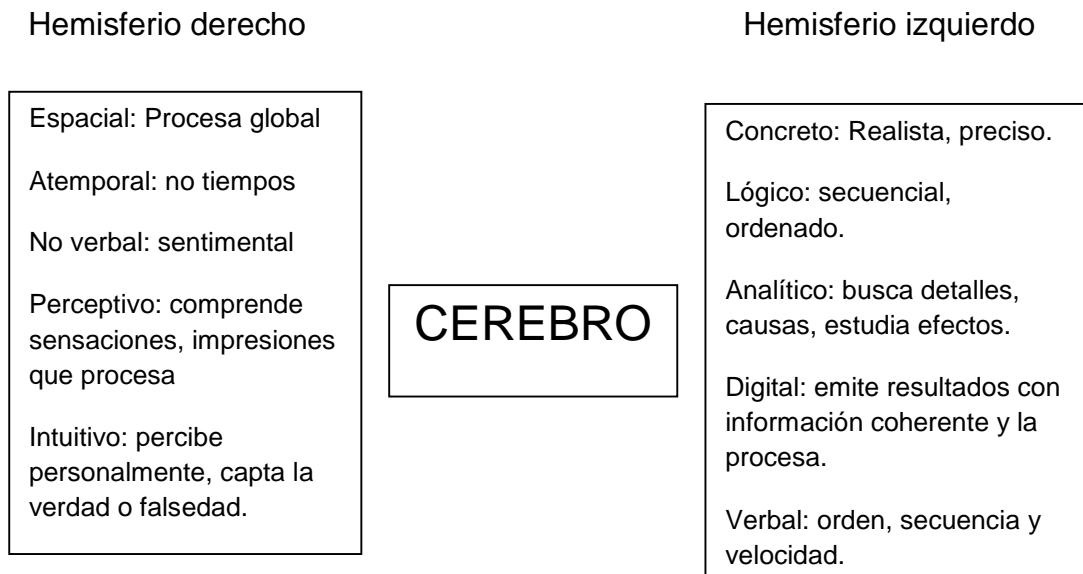 Hemisferio derecho
Hemisferio izquierdo
Espacial: Procesa global
Atemporal: no tiempos
No verbal: sentimental
Perceptivo: comprende
sensaciones, impresiones
que procesa
Intuitivo: percibe
personalmente, capta la
verdad o falsedad.
CEREBRO
Concreto: Realista, preciso.
Lógico: secuencial,
ordenado.
Analítico: busca detalles,
causas, estudia efectos.
Digital: emite resultados con
información coherente y la
procesa.
Verbal: orden, secuencia y
velocidad.